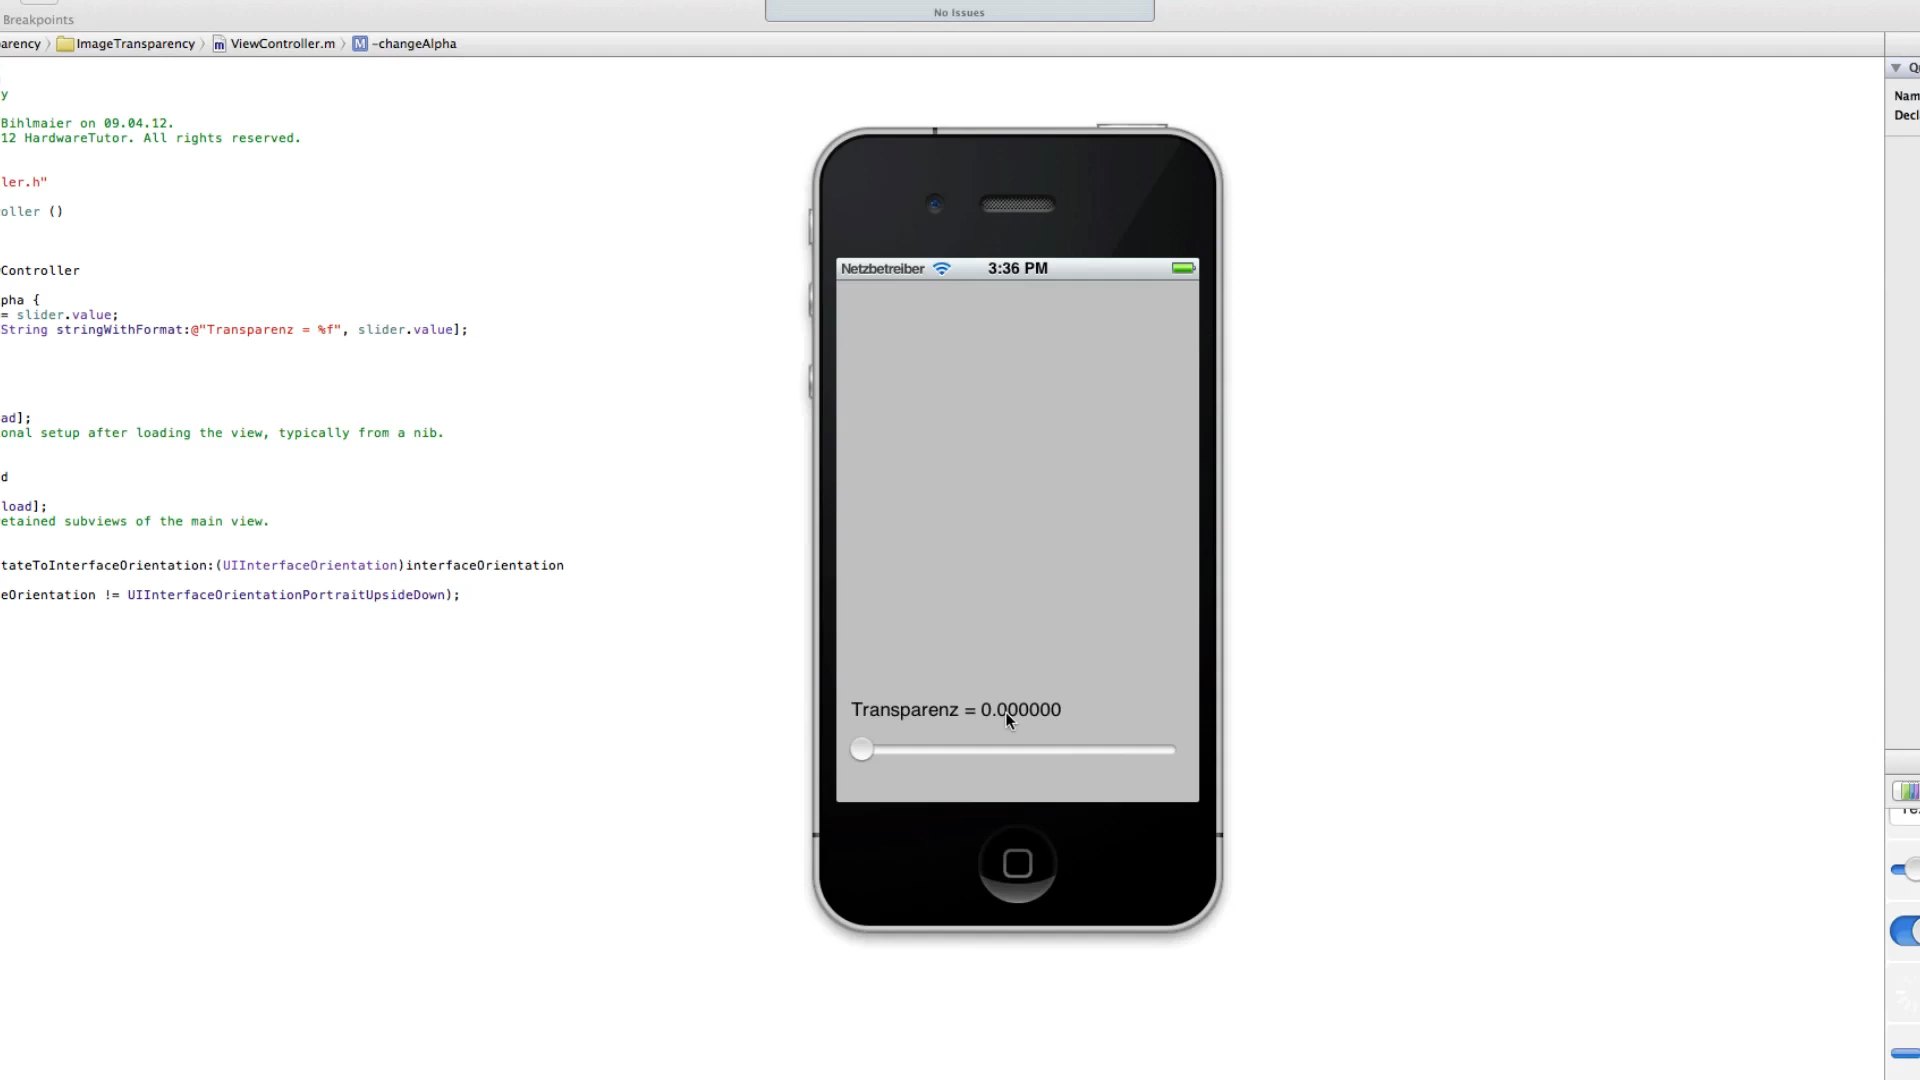 No Issues
Breakpoints
arency ImageTransparency ViewController.m M -changeAlpha
y
Bihlmaier on 09.04.12.
12 HardwareTutor. All rights reserved.
ler.h"
oller ()
Controller
pha {
= slider.value;
String stringWithFormat:@"Transparenz = %f", slider.value];
ad];
onal setup after loading the view, typically from a nib.
d
load];
etained subviews of the main view.
tateToInterfaceOrientation:(UIInterfaceOrientation)interfaceOrientation
eOrientation != UIInterfaceOrientationPortraitUpsideDown);
Netzbetreiber 3:36 PM
Transparenz = 0.000000
Nam
Decl